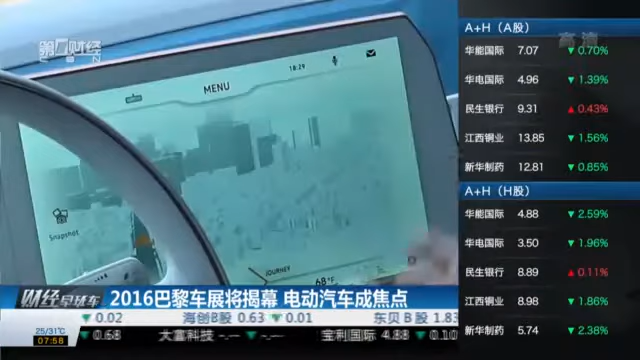 第一财经
高清
18:29
MENU
Snapshot
JOURNEY
68°F
财经早班车
2016巴黎车展将揭幕 电动汽车成焦点
25/31℃
07:58
▼0.02 海创B股 0.63 ▼0.01 东贝B股 1.83
▼0.68 大富科技 -.-- ▼-.-- 宝利国际 4.88 ▼0.10
A+H（A股）
华能国际 7.07 ▼0.70%
华电国际 4.96 ▼1.39%
民生银行 9.31 ▲0.43%
江西铜业 13.85 ▼1.56%
新华制药 12.81 ▼0.85%
A+H（H股）
华能国际 4.88 ▼2.59%
华电国际 3.50 ▼1.96%
民生银行 8.89 ▲0.11%
江西铜业 8.98 ▼1.86%
新华制药 5.74 ▼2.38%